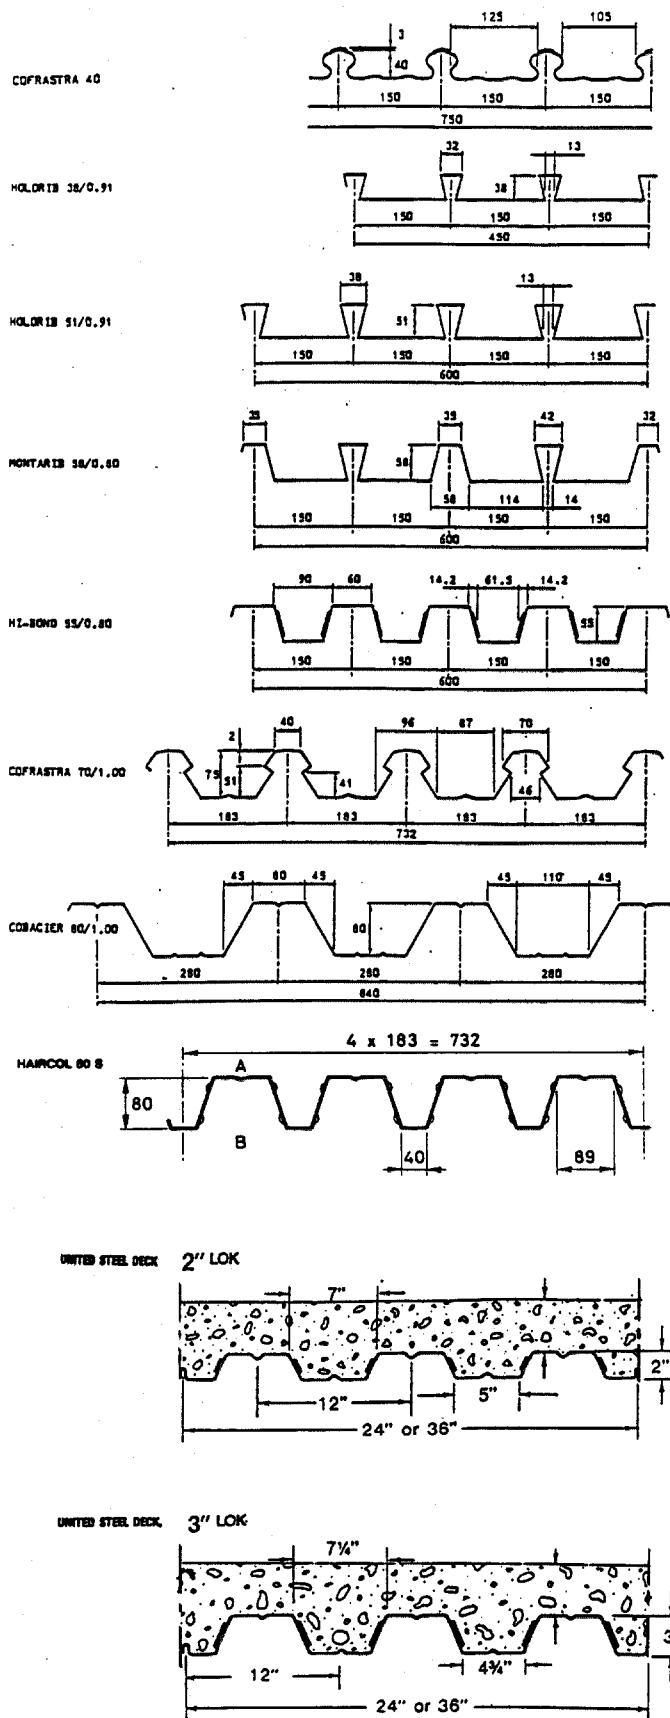 3
125
105
COFRASTRA 40
40
150 150 150
750
32 13
HOLORIB 38/0.91
38
150 150 150
450
38 13
HOLORIB 51/0.91
51
150 150 150 150
600
35 35 42 32
MONTARIB 58/0.80
58
58 114 14
150 150 150 150
600
90 60 14.2 61.5 14.2
HI-BOND 55/0.80
55
150 150 150 150
600
2 40 96 87 70
COFRASTRA 70/1.00
75 51 41 46
183 183 183 183
732
45 80 45 45 110 45
COBACIER 80/1.00
80
280 280 280
840
HAIRCOL 80 S
4 x 183 = 732
A
80
B
40 89
UNITED STEEL DECK 2" LOK
7"
2"
12" 5"
24" or 36"
UNITED STEEL DECK, 3" LOK
7¼"
3
12" 4¾"
24" or 36"